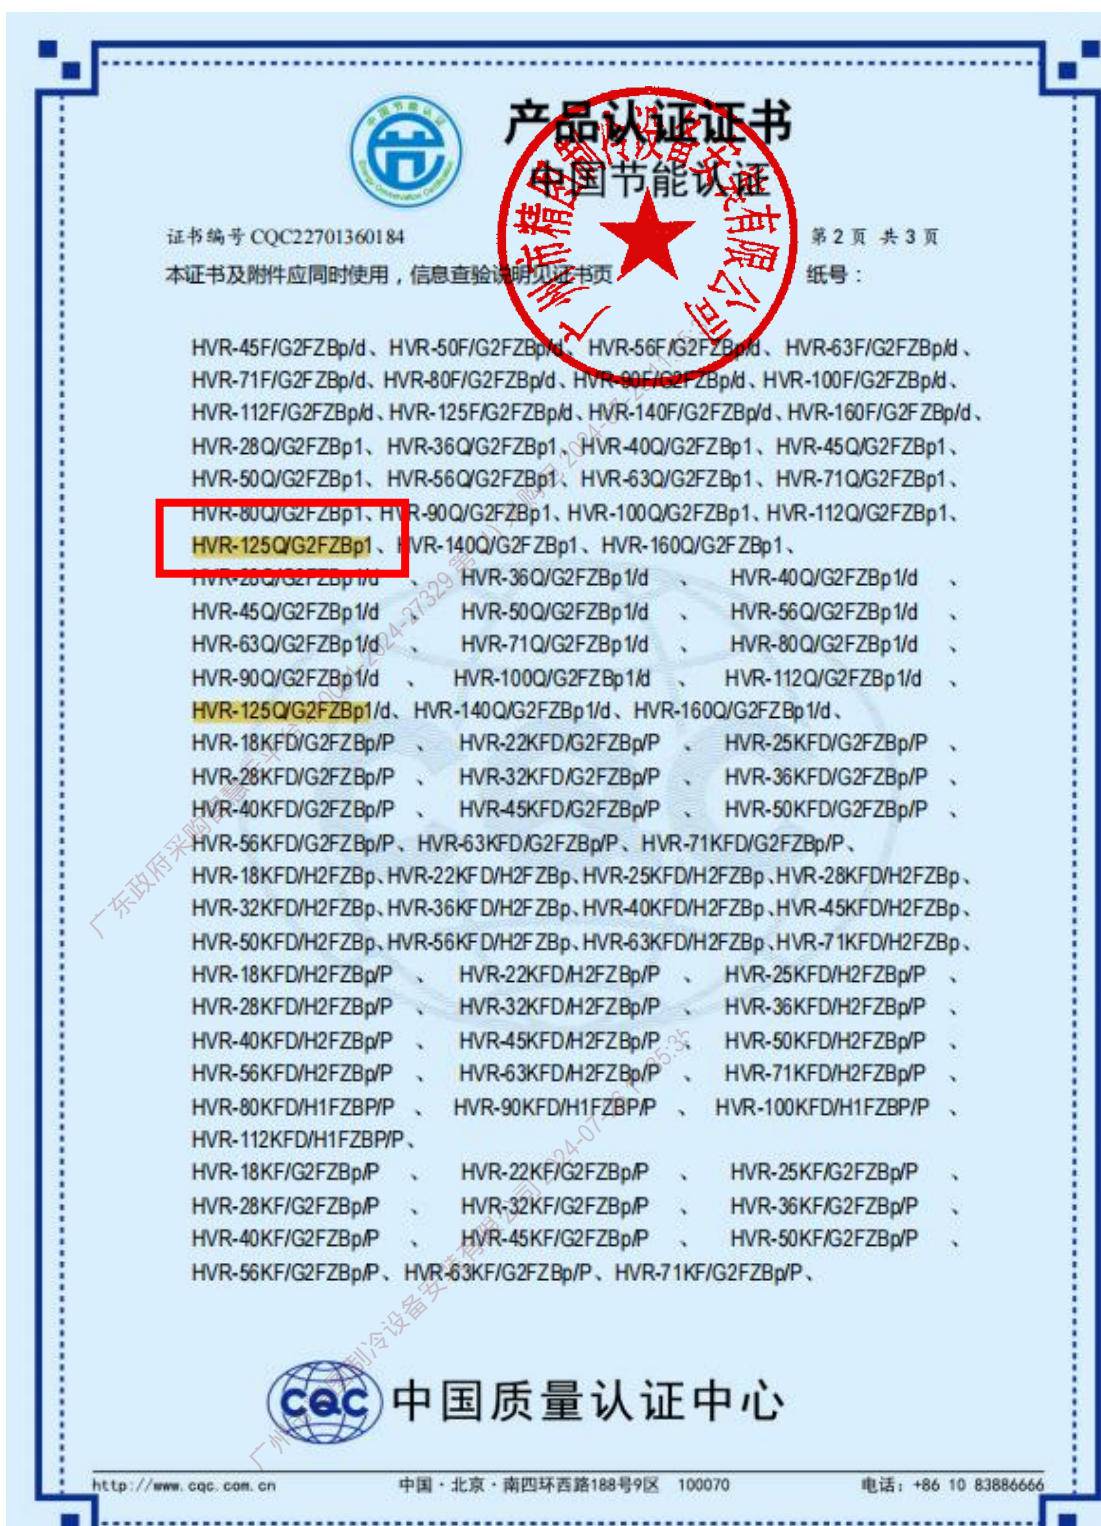 产品认证证书
中国节能认证
证书编号 CQC22701360184
第 2 页 共 3 页
本证书及附件应同时使用，信息查验说明见证书页
纸号：
HVR-45F/G2FZBp/d、HVR-50F/G2FZBp/d、HVR-56F/G2FZBp/d、HVR-63F/G2FZBp/d、
HVR-71F/G2FZBp/d、HVR-80F/G2FZBp/d、HVR-90F/G2FZBp/d、HVR-100F/G2FZBp/d、
HVR-112F/G2FZBp/d、HVR-125F/G2FZBp/d、HVR-140F/G2FZBp/d、HVR-160F/G2FZBp/d、
HVR-28Q/G2FZBp1、HVR-36Q/G2FZBp1、HVR-40Q/G2FZBp1、HVR-45Q/G2FZBp1、
HVR-50Q/G2FZBp1、HVR-56Q/G2FZBp1、HVR-63Q/G2FZBp1、HVR-71Q/G2FZBp1、
HVR-80Q/G2FZBp1、HVR-90Q/G2FZBp1、HVR-100Q/G2FZBp1、HVR-112Q/G2FZBp1、
HVR-125Q/G2FZBp1、HVR-140Q/G2FZBp1、HVR-160Q/G2FZBp1、
HVR-28Q/G2FZBp1/d、HVR-36Q/G2FZBp1/d、HVR-40Q/G2FZBp1/d、
HVR-45Q/G2FZBp1/d、HVR-50Q/G2FZBp1/d、HVR-56Q/G2FZBp1/d、
HVR-63Q/G2FZBp1/d、HVR-71Q/G2FZBp1/d、HVR-80Q/G2FZBp1/d、
HVR-90Q/G2FZBp1/d、HVR-100Q/G2FZBp1/d、HVR-112Q/G2FZBp1/d、
HVR-125Q/G2FZBp1/d、HVR-140Q/G2FZBp1/d、HVR-160Q/G2FZBp1/d、
HVR-18KFD/G2FZBp/P、HVR-22KFD/G2FZBp/P、HVR-25KFD/G2FZBp/P、
HVR-28KFD/G2FZBp/P、HVR-32KFD/G2FZBp/P、HVR-36KFD/G2FZBp/P、
HVR-40KFD/G2FZBp/P、HVR-45KFD/G2FZBp/P、HVR-50KFD/G2FZBp/P、
HVR-56KFD/G2FZBp/P、HVR-63KFD/G2FZBp/P、HVR-71KFD/G2FZBp/P、
HVR-18KFD/H2FZBp、HVR-22KFD/H2FZBp、HVR-25KFD/H2FZBp、HVR-28KFD/H2FZBp、
HVR-32KFD/H2FZBp、HVR-36KFD/H2FZBp、HVR-40KFD/H2FZBp、HVR-45KFD/H2FZBp、
HVR-50KFD/H2FZBp、HVR-56KFD/H2FZBp、HVR-63KFD/H2FZBp、HVR-71KFD/H2FZBp、
HVR-18KFD/H2FZBp/P、HVR-22KFD/H2FZBp/P、HVR-25KFD/H2FZBp/P、
HVR-28KFD/H2FZBp/P、HVR-32KFD/H2FZBp/P、HVR-36KFD/H2FZBp/P、
HVR-40KFD/H2FZBp/P、HVR-45KFD/H2FZBp/P、HVR-50KFD/H2FZBp/P、
HVR-56KFD/H2FZBp/P、HVR-63KFD/H2FZBp/P、HVR-71KFD/H2FZBp/P、
HVR-80KFD/H1FZBP/P、HVR-90KFD/H1FZBP/P、HVR-100KFD/H1FZBP/P、
HVR-112KFD/H1FZBP/P、
HVR-18KF/G2FZBp/P、HVR-22KF/G2FZBp/P、HVR-25KF/G2FZBp/P、
HVR-28KF/G2FZBp/P、HVR-32KF/G2FZBp/P、HVR-36KF/G2FZBp/P、
HVR-40KF/G2FZBp/P、HVR-45KF/G2FZBp/P、HVR-50KF/G2FZBp/P、
HVR-56KF/G2FZBp/P、HVR-63KF/G2FZBp/P、HVR-71KF/G2FZBp/P、
CQC 中国质量认证中心
http://www.cqc.com.cn
中国·北京·南四环西路188号9区 100070
电话：+86 10 83886666